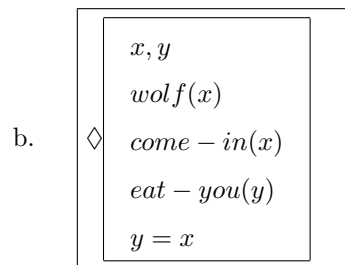 x, y
wolf(x)
b. ◊ come − in(x)
eat − you(y)
y = x